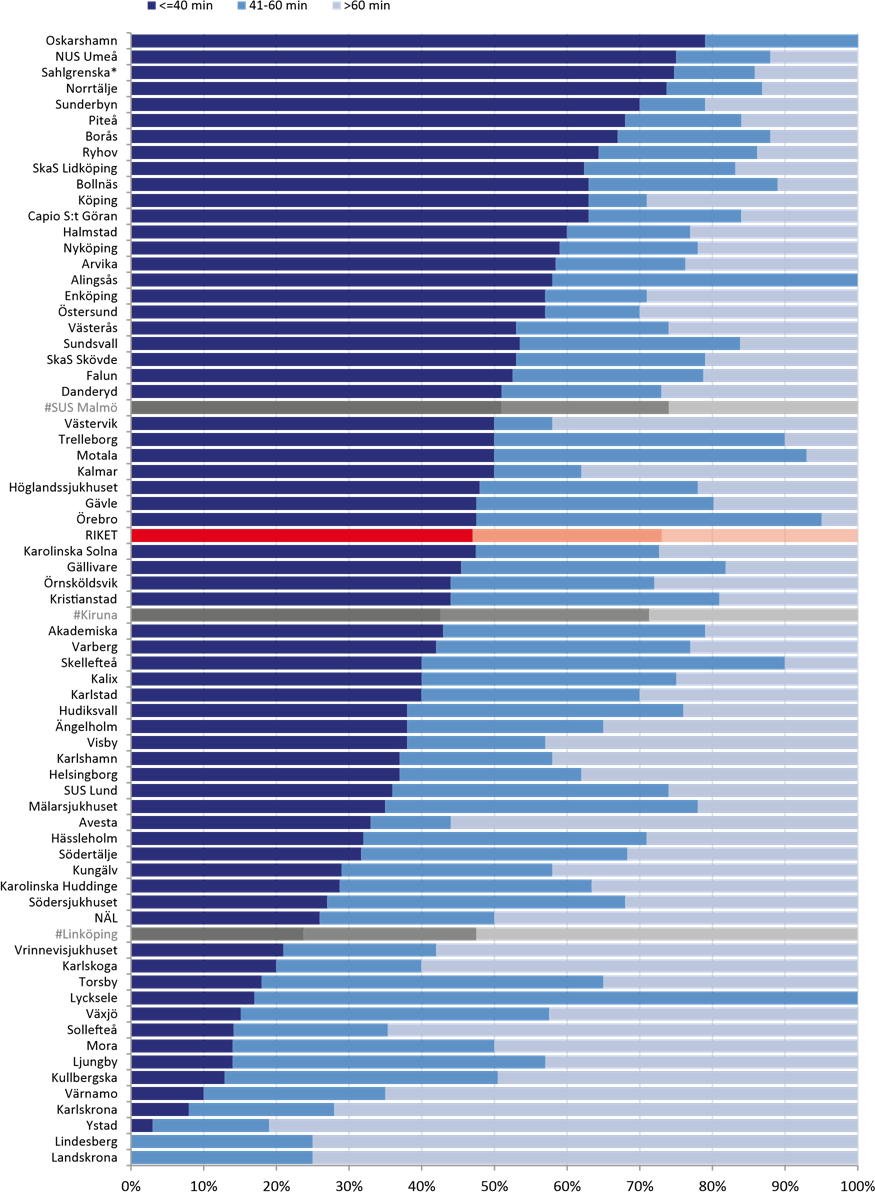 <=40 min 41-60 min >60 min
Oskarshamn
NUS Umeå
Sahlgrenska*
Norrtälje
Sunderbyn
Piteå
Borås
Ryhov
SkaS Lidköping
Bollnäs
Köping
Capio S:t Göran
Halmstad
Nyköping
Arvika
Alingsås
Enköping
Östersund
Västerås
Sundsvall
SkaS Skövde
Falun
Danderyd
#SUS Malmö
Västervik
Trelleborg
Motala
Kalmar
Höglandssjukhuset
Gävle
Örebro
RIKET
Karolinska Solna
Gällivare
Örnsköldsvik
Kristianstad
#Kiruna
Akademiska
Varberg
Skellefteå
Kalix
Karlstad
Hudiksvall
Ängelholm
Visby
Karlshamn
Helsingborg
SUS Lund
Mälarsjukhuset
Avesta
Hässleholm
Södertälje
Kungälv
Karolinska Huddinge
Södersjukhuset
NÄL
#Linköping
Vrinnevisjukhuset
Karlskoga
Torsby
Lycksele
Växjö
Sollefteå
Mora
Ljungby
Kullbergska
Värnamo
Karlskrona
Ystad
Lindesberg
Landskrona
0% 10% 20% 30% 40% 50% 60% 70% 80% 90% 100%